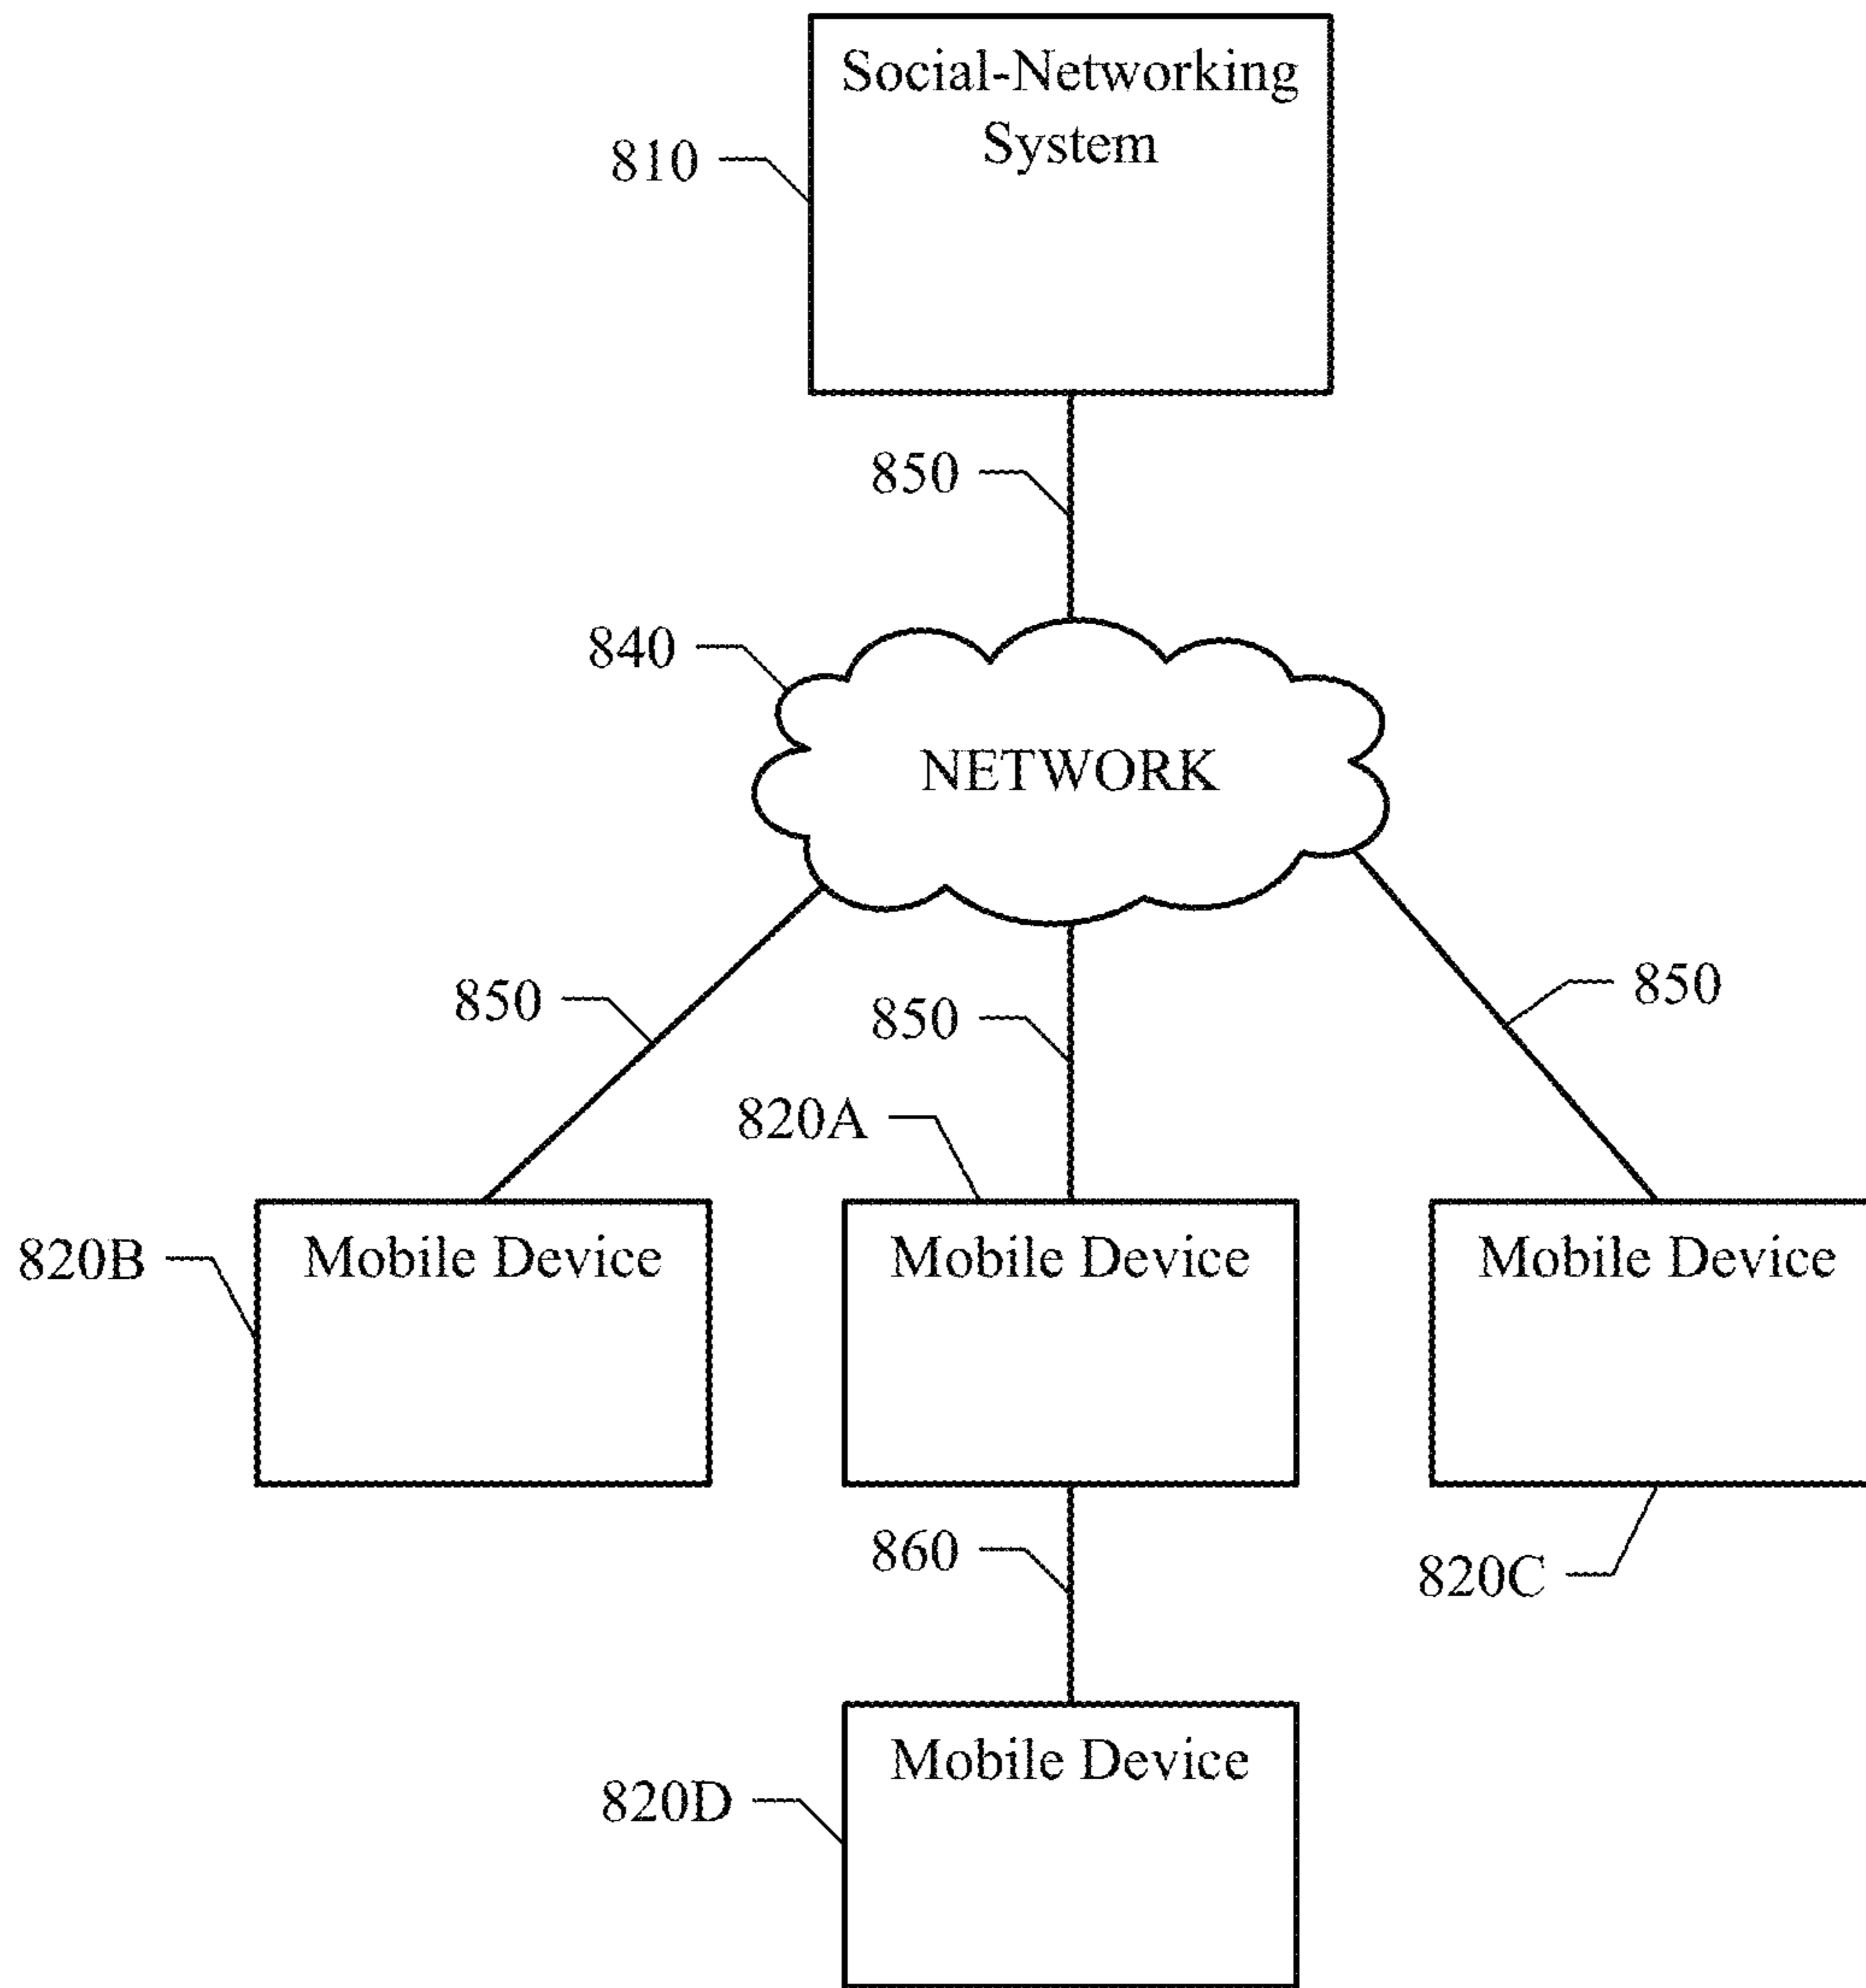 Social-Networking
System
810
850
840
NETWORK
850
850
850
820A
820B
Mobile Device
Mobile Device
Mobile Device
860
820C
Mobile Device
820D